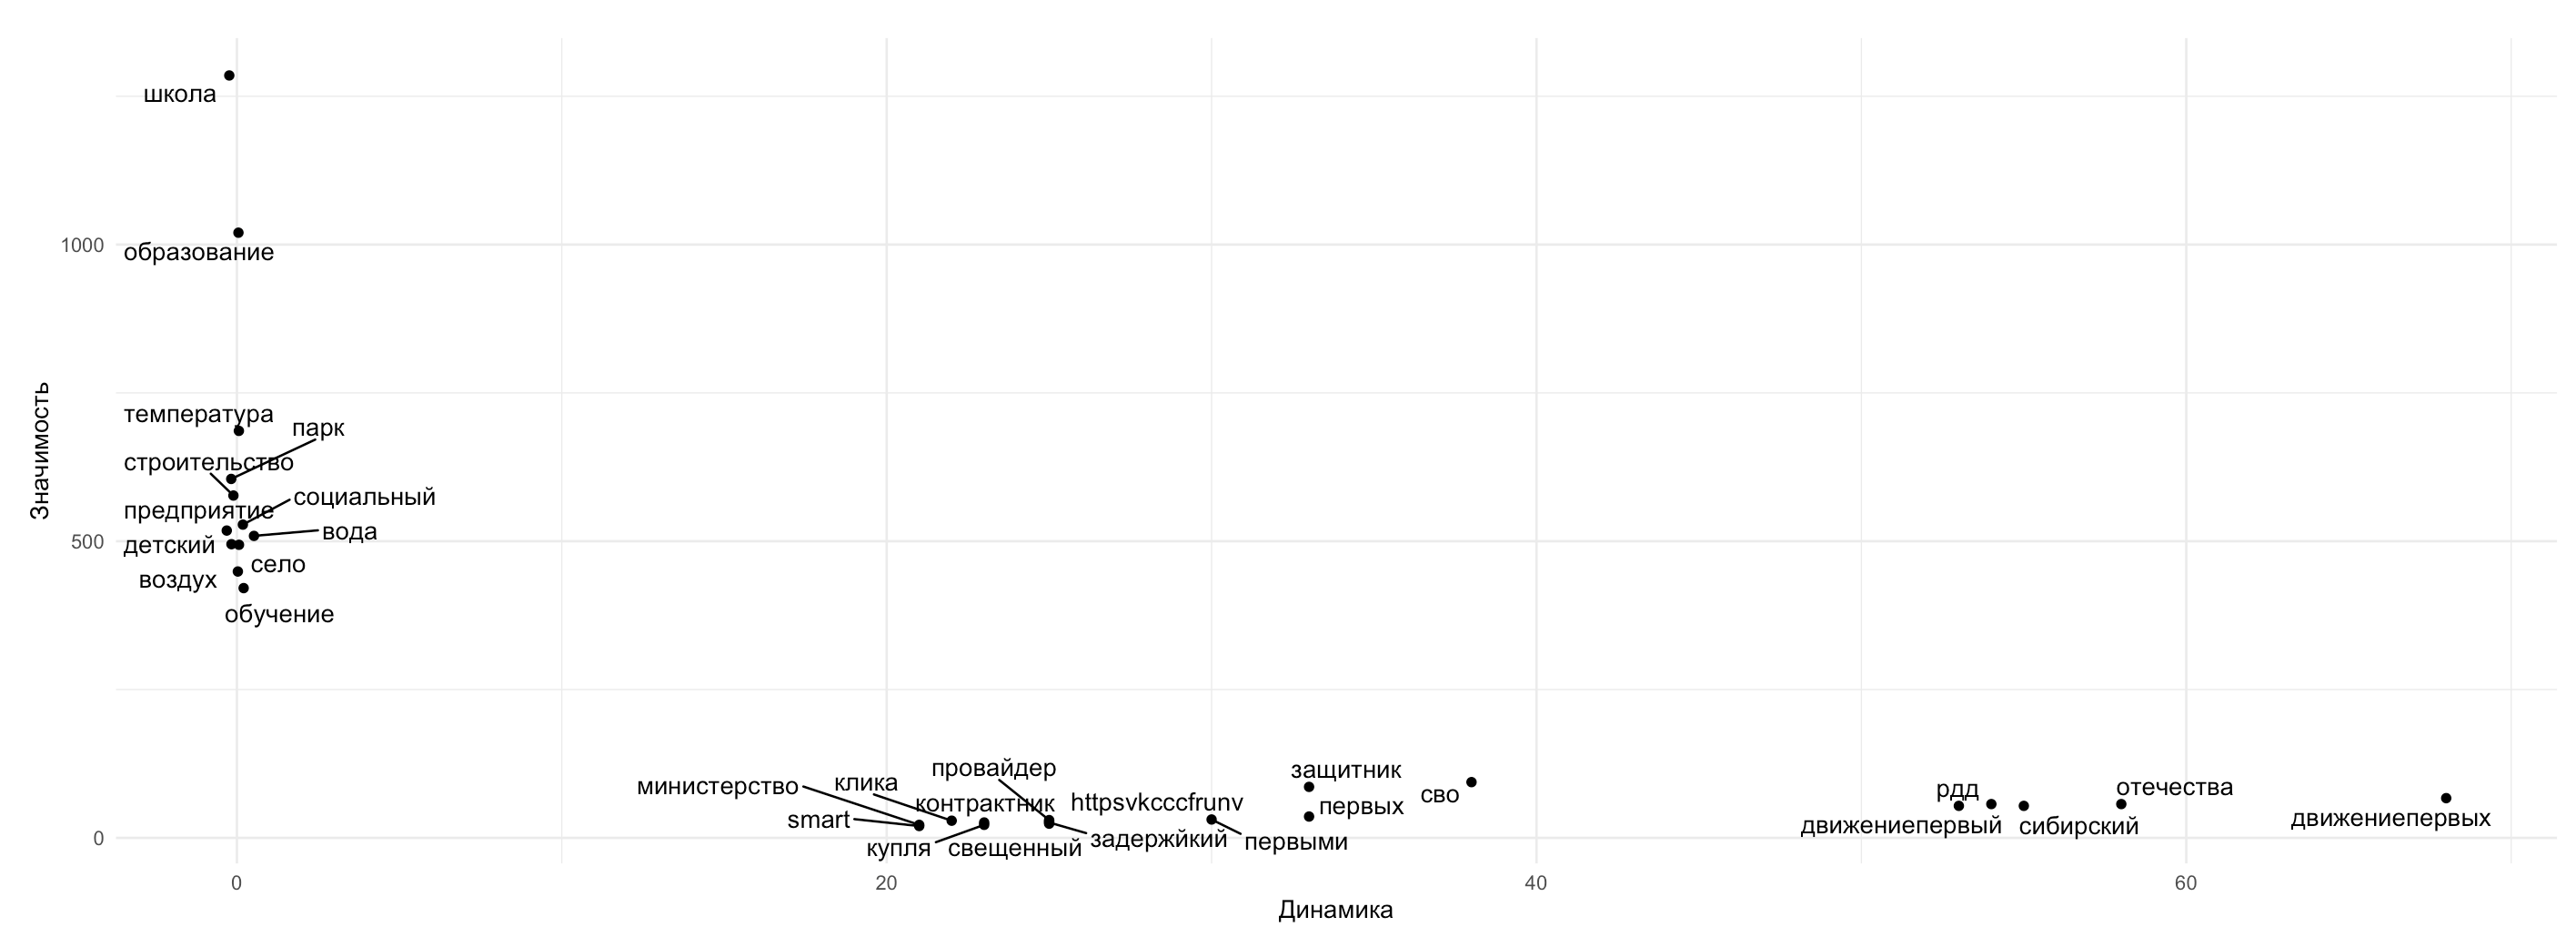 школа
1000
образование
температура
парк
строительство
социальный
предприятие
вода
500
детский
село
воздух
обучение
Значимость
провайдер
защитник
министерство
клика
контрактник
httpsvkcccfrunv
сво
первых
рдд
отечества
smart
движениепервый
сибирский
движениепервых
0
купля
свещенный
задержйкий
первыми
0
20
40
60
Динамика